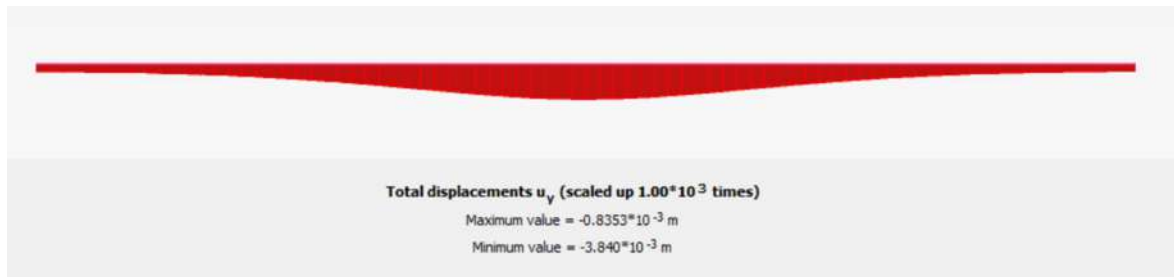 Total displacements u_y (scaled up 1.00*10 ³ times)
Maximum value = -0.8353*10 ⁻³ m
Minimum value = -3.840*10 ⁻³ m